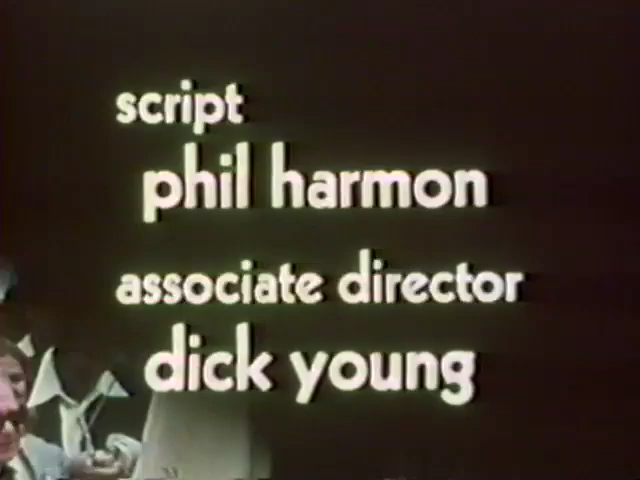 script
phil harmon
associate director
dick young